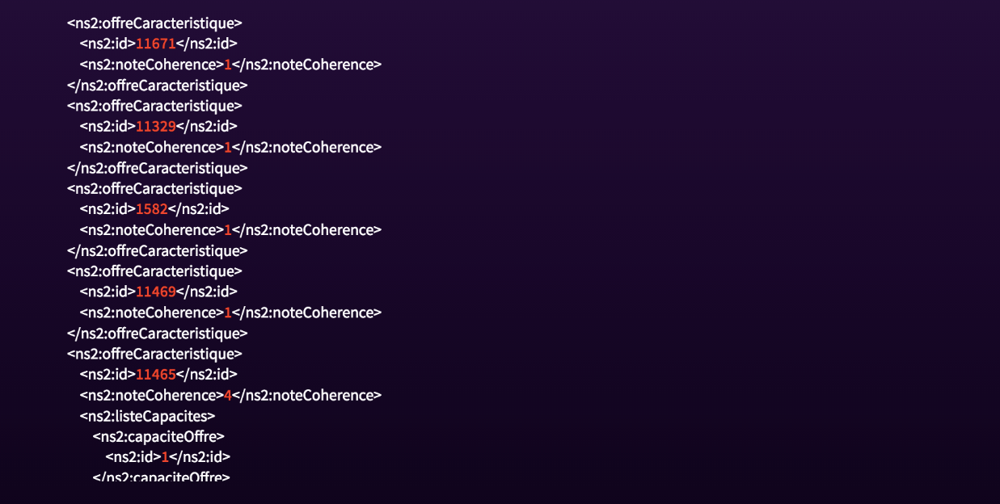 <ns2:offreCaracteristique>
<ns2:id>11671</ns2:id>
<ns2:noteCoherence>1</ns2:noteCoherence>
</ns2:offreCaracteristique>
<ns2:offreCaracteristique>
<ns2:id>11329</ns2:id>
<ns2:noteCoherence>1</ns2:noteCoherence>
</ns2:offreCaracteristique>
<ns2:offreCaracteristique>
<ns2:id>1582</ns2:id>
<ns2:noteCoherence>1</ns2:noteCoherence>
</ns2:offreCaracteristique>
<ns2:offreCaracteristique>
<ns2:id>11469</ns2:id>
<ns2:noteCoherence>1</ns2:noteCoherence>
</ns2:offreCaracteristique>
<ns2:offreCaracteristique>
<ns2:id>11465</ns2:id>
<ns2:noteCoherence>4</ns2:noteCoherence>
<ns2:listeCapacites>
<ns2:capaciteOffre>
<ns2:id>1</ns2:id>
</ns2:capaciteOffre>